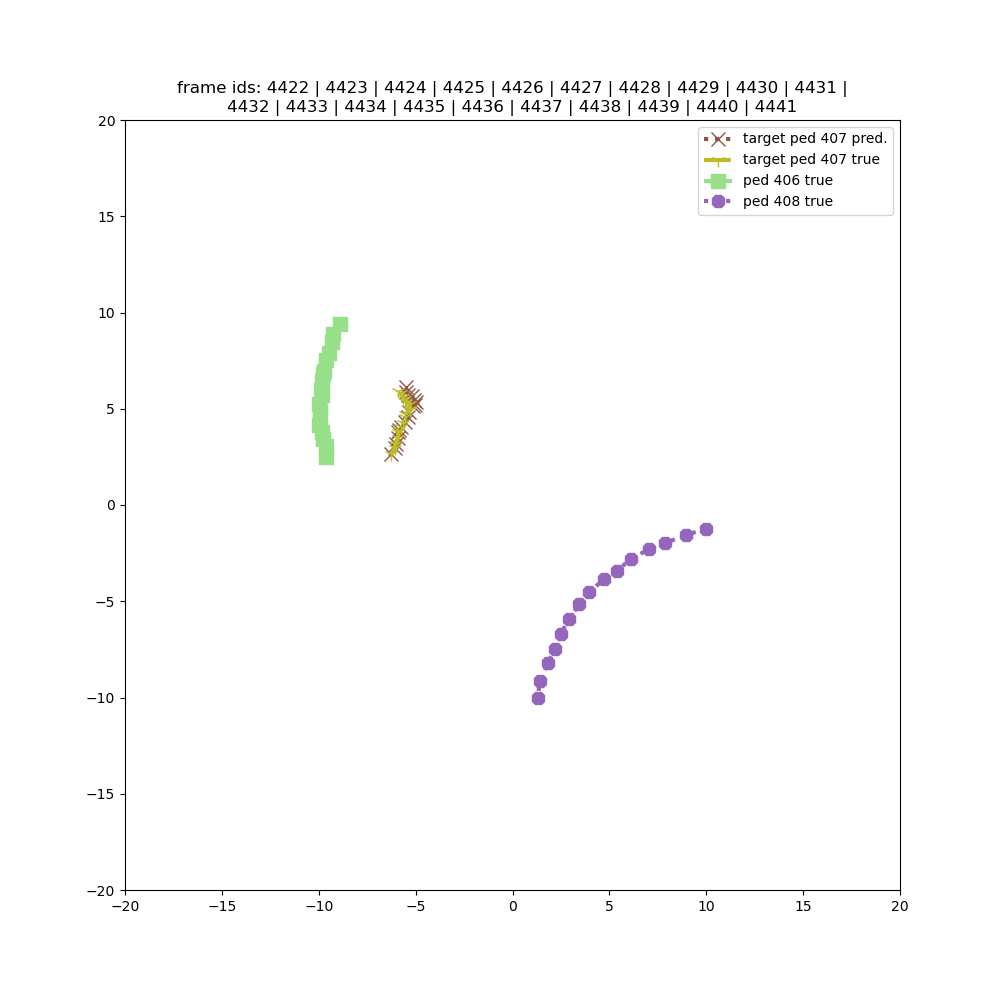 frame ids: 4422 | 4423 | 4424 | 4425 | 4426 | 4427 | 4428 | 4429 | 4430 | 4431 |
4432 | 4433 | 4434 | 4435 | 4436 | 4437 | 4438 | 4439 | 4440 | 4441
target ped 407 pred.
target ped 407 true
ped 406 true
ped 408 true
20
15
10
5
0
−5
−10
−15
−20
−20 −15 −10 −5 0 5 10 15 20